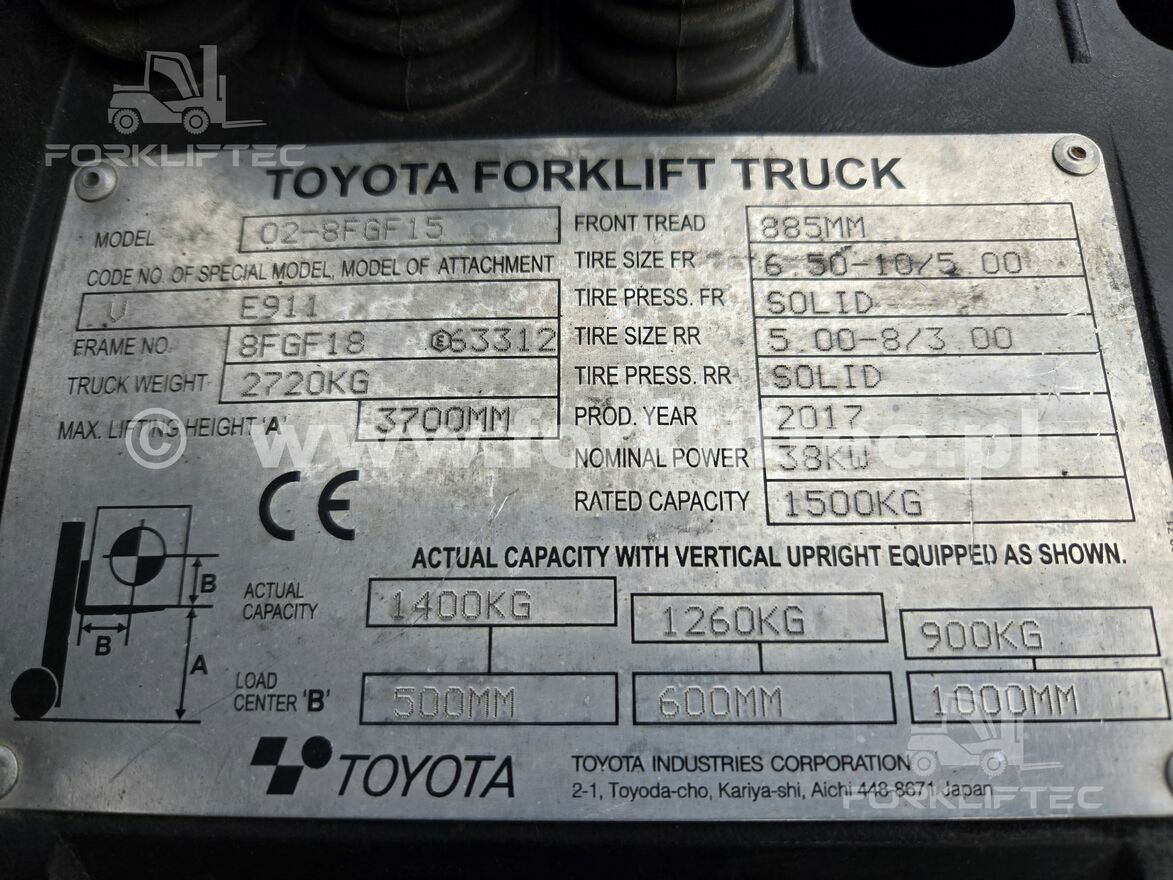 FORKLIFTEC
TOYOTA FORKLIFT TRUCK
MODEL 02-8FGF15
CODE NO. OF SPECIAL MODEL, MODEL OF ATTACHMENT
V E911
FRAME NO. 8FGF18 E63312
TRUCK WEIGHT 2720KG
MAX. LIFTING HEIGHT 'A' 3700MM
FRONT TREAD 885MM
TIRE SIZE FR 6.50-10/5.00
TIRE PRESS. FR SOLID
TIRE SIZE RR 5.00-8/3.00
TIRE PRESS. RR SOLID
PROD. YEAR 2017
NOMINAL POWER 38KW
RATED CAPACITY 1500KG
© www.forkliftec.pl
CE
ACTUAL CAPACITY WITH VERTICAL UPRIGHT EQUIPPED AS SHOWN.
B
B
A
ACTUAL CAPACITY 1400KG 1260KG 900KG
LOAD CENTER 'B' 500MM 600MM 1000MM
TOYOTA
TOYOTA INDUSTRIES CORPORATION
2-1, Toyoda-cho, Kariya-shi, Aichi 448-8671 Japan
FORKLIFTEC